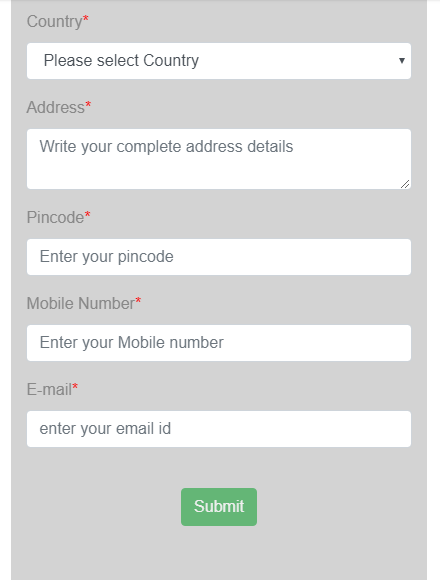 Country*
Please select Country
Address*
Write your complete address details
Pincode*
Enter your pincode
Mobile Number*
Enter your Mobile number
E-mail*
enter your email id
Submit